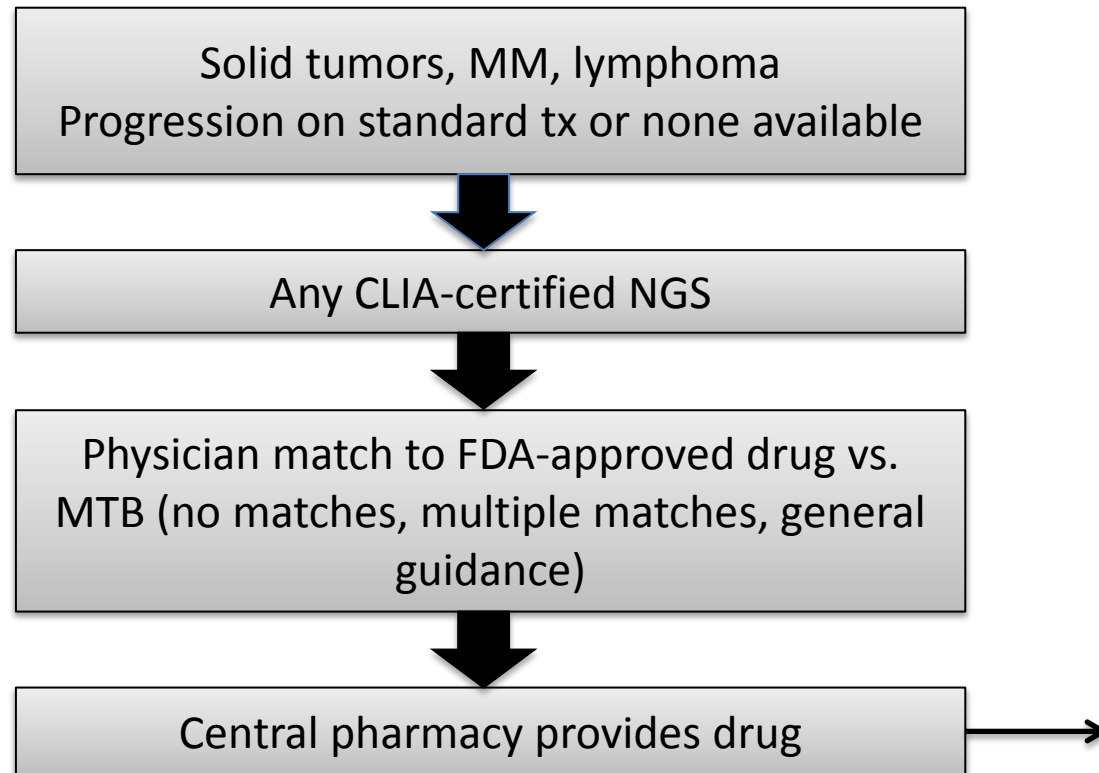 Solid tumors, MM, lymphoma
Progression on standard tx or none available
Any CLIA-certified NGS
Physician match to FDA-approved drug vs.
MTB (no matches, multiple matches, general
guidance)
Central pharmacy provides drug